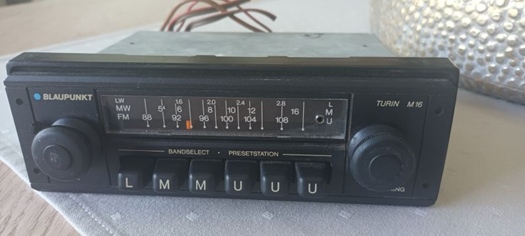 BLAUPUNKT
TURIN M16
LW 1.6 2.0 2.4 2.8 L
MW 5 6 8 10 12 16 M
FM 88 92 96 100 104 108 U
BANDSELECT • PRESETSTATION
L M M U U U